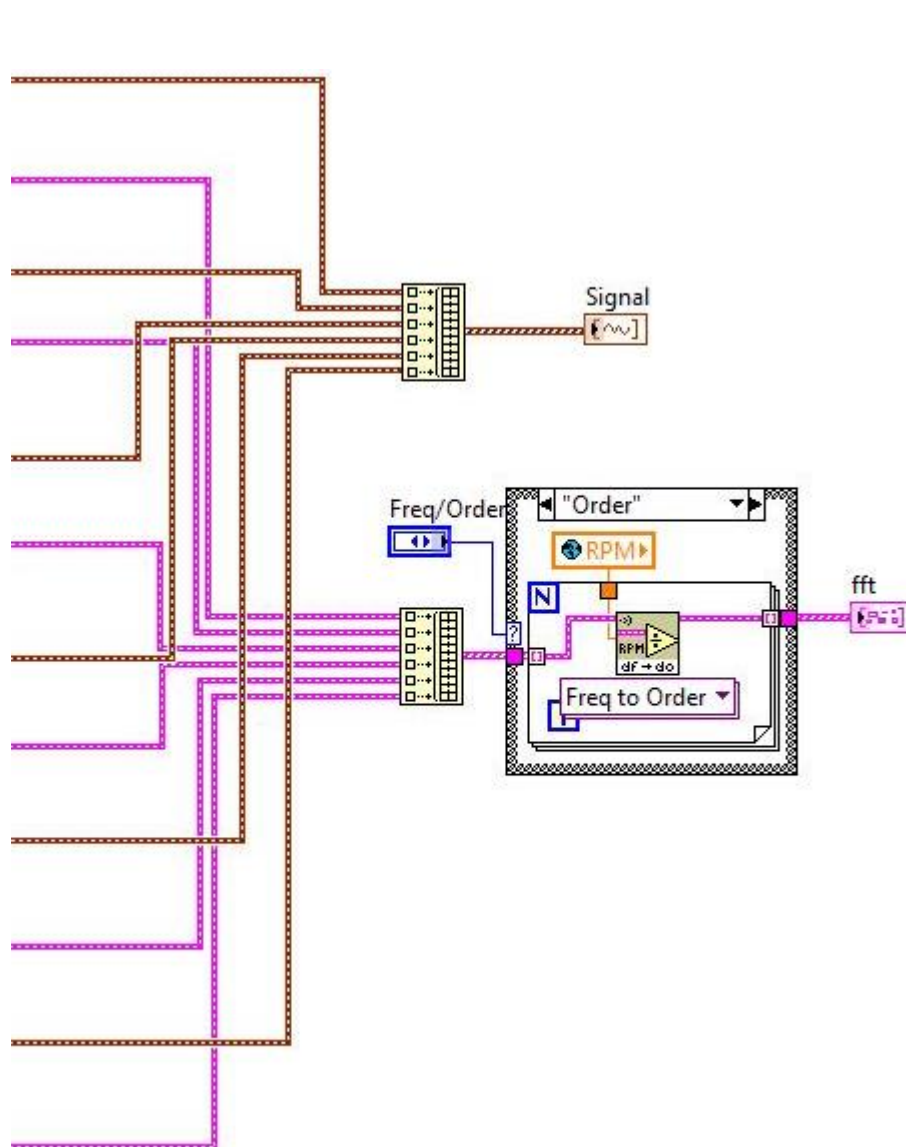 Signal
Freq/Order
"Order"
RPM
N
?
fft
RPM
df→do
Freq to Order